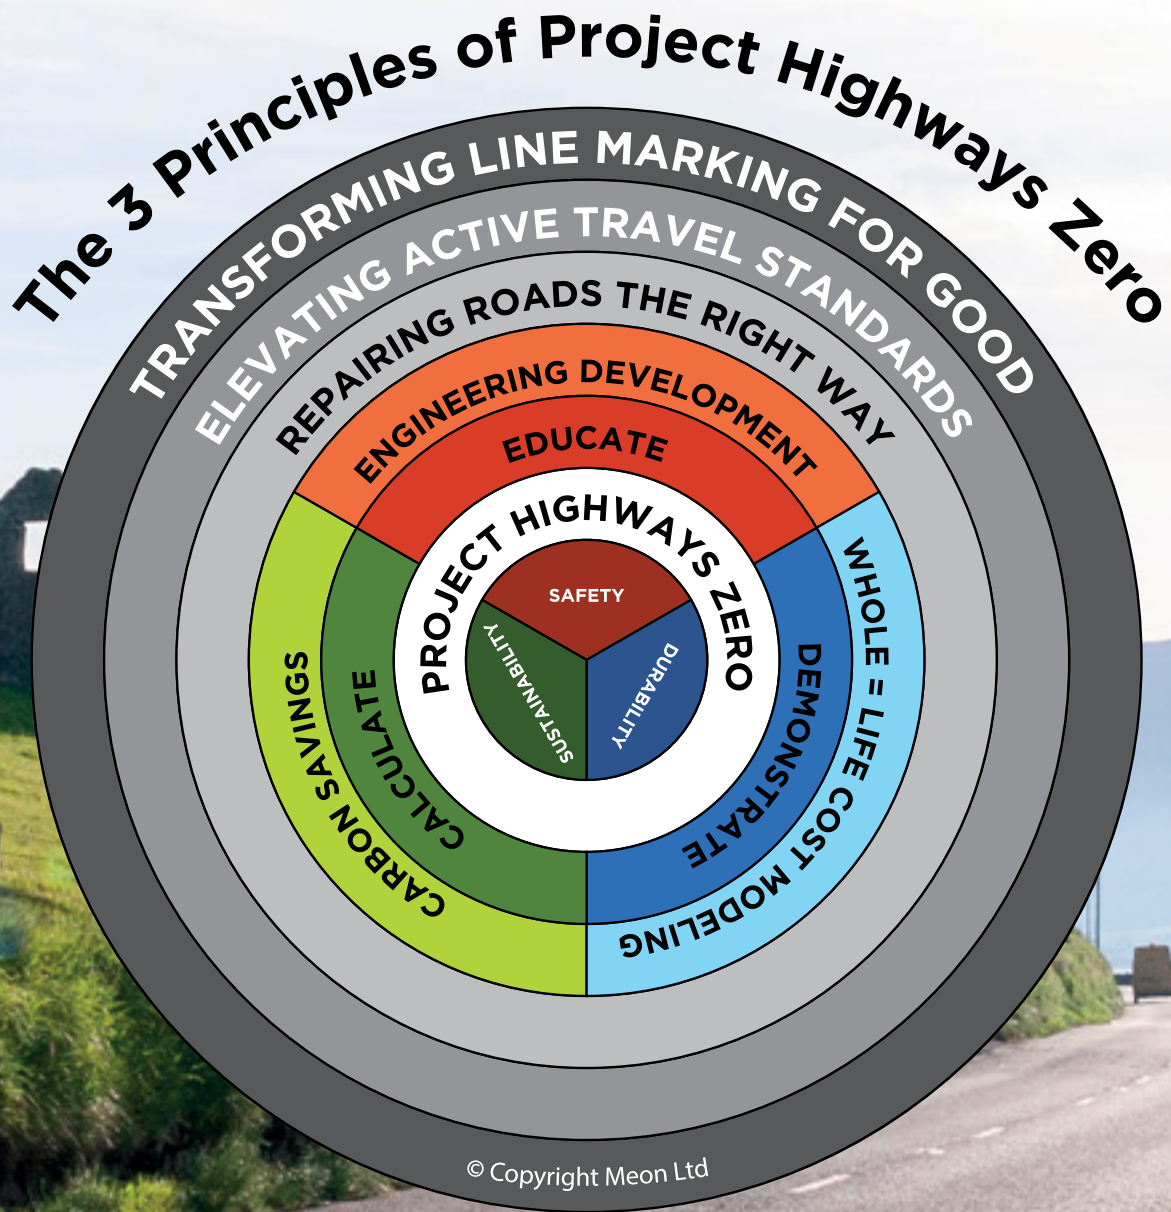 The 3 Principles of Project Highways Zero
TRANSFORMING LINE MARKING FOR GOOD
ELEVATING ACTIVE TRAVEL STANDARDS
REPAIRING ROADS THE RIGHT WAY
ENGINEERING DEVELOPMENT
EDUCATE
PROJECT HIGHWAYS ZERO
SAFETY
SUSTAINABILITY
DURABILITY
CALCULATE
CARBON SAVINGS
DEMONSTRATE
WHOLE = LIFE COST MODELING
© Copyright Meon Ltd